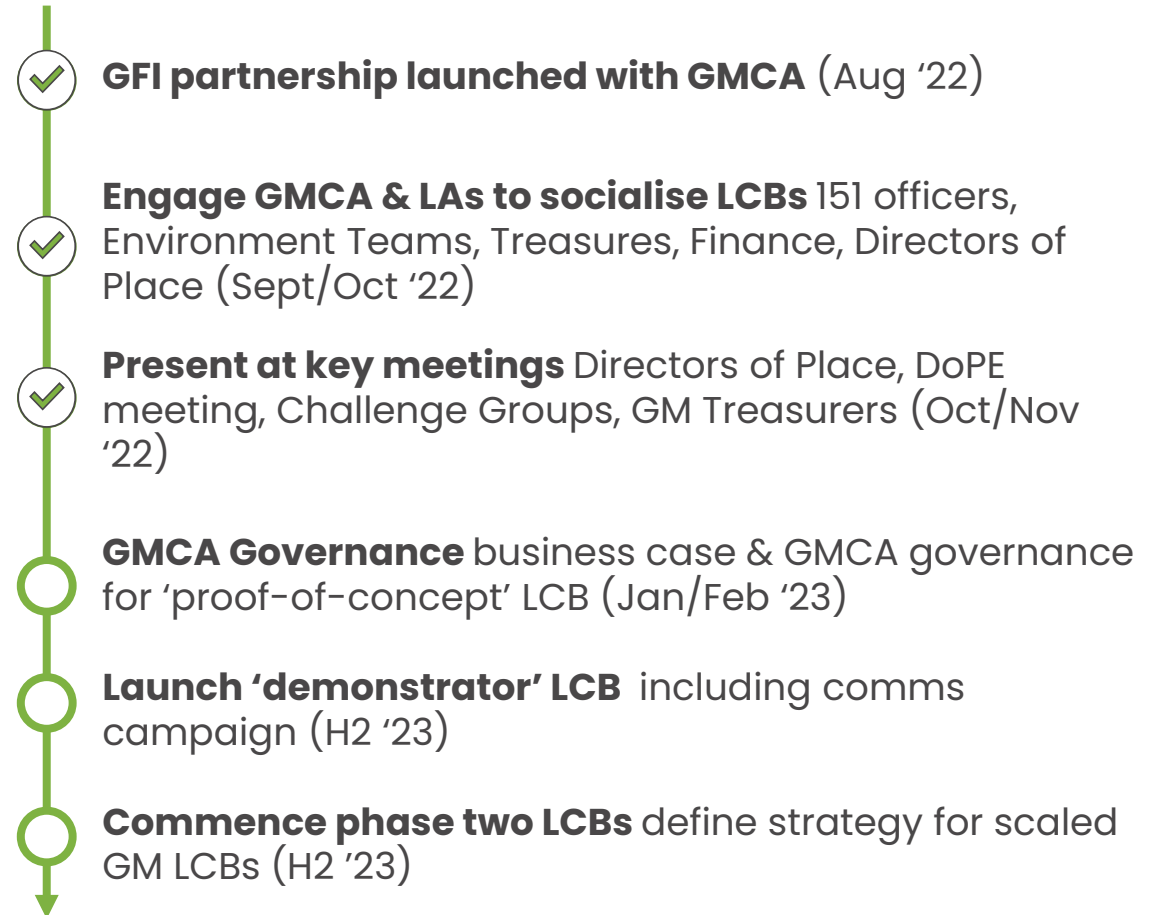 GFI partnership launched with GMCA (Aug ‘22)
Engage GMCA & LAs to socialise LCBs 151 officers,
Environment Teams, Treasures, Finance, Directors of
Place (Sept/Oct ‘22)
Present at key meetings Directors of Place, DoPE
meeting, Challenge Groups, GM Treasurers (Oct/Nov
‘22)
GMCA Governance business case & GMCA governance
for ‘proof-of-concept’ LCB (Jan/Feb ‘23)
Launch ‘demonstrator’ LCB including comms
campaign (H2 ‘23)
Commence phase two LCBs define strategy for scaled
GM LCBs (H2 ’23)